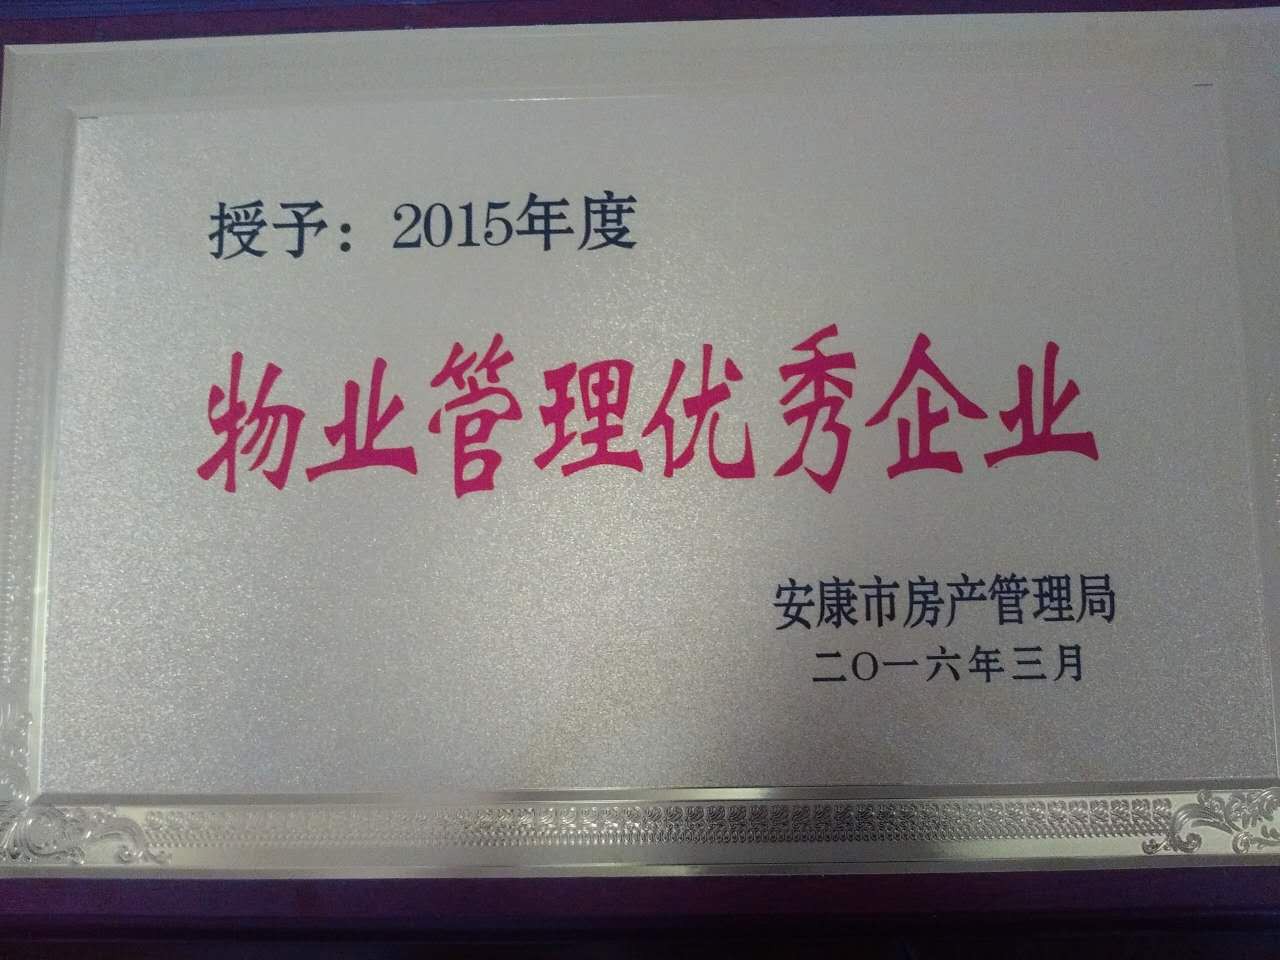 授予：2015年度
物业管理优秀企业
安康市房产管理局
二〇一六年三月